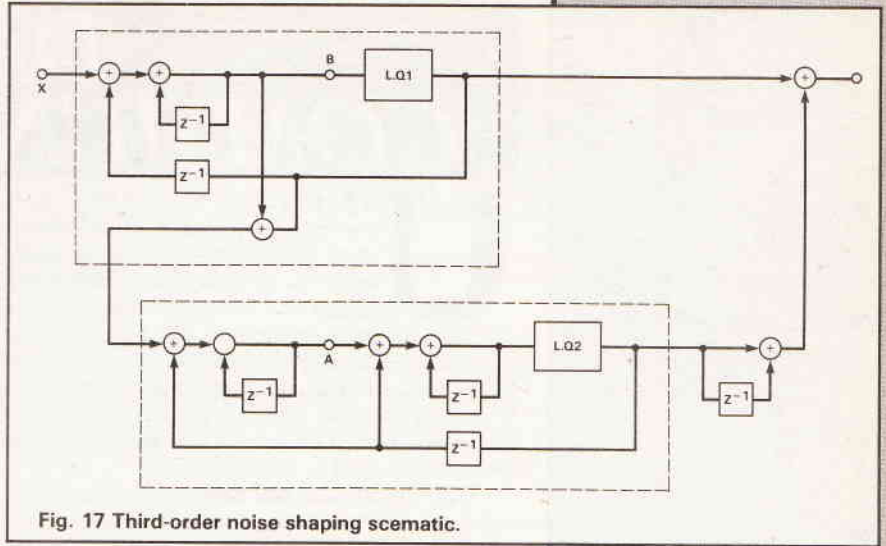 B
L.Q1
X
z⁻¹
z⁻¹
A
L.Q2
z⁻¹
z⁻¹
z⁻¹
z⁻¹
Fig. 17 Third-order noise shaping scematic.